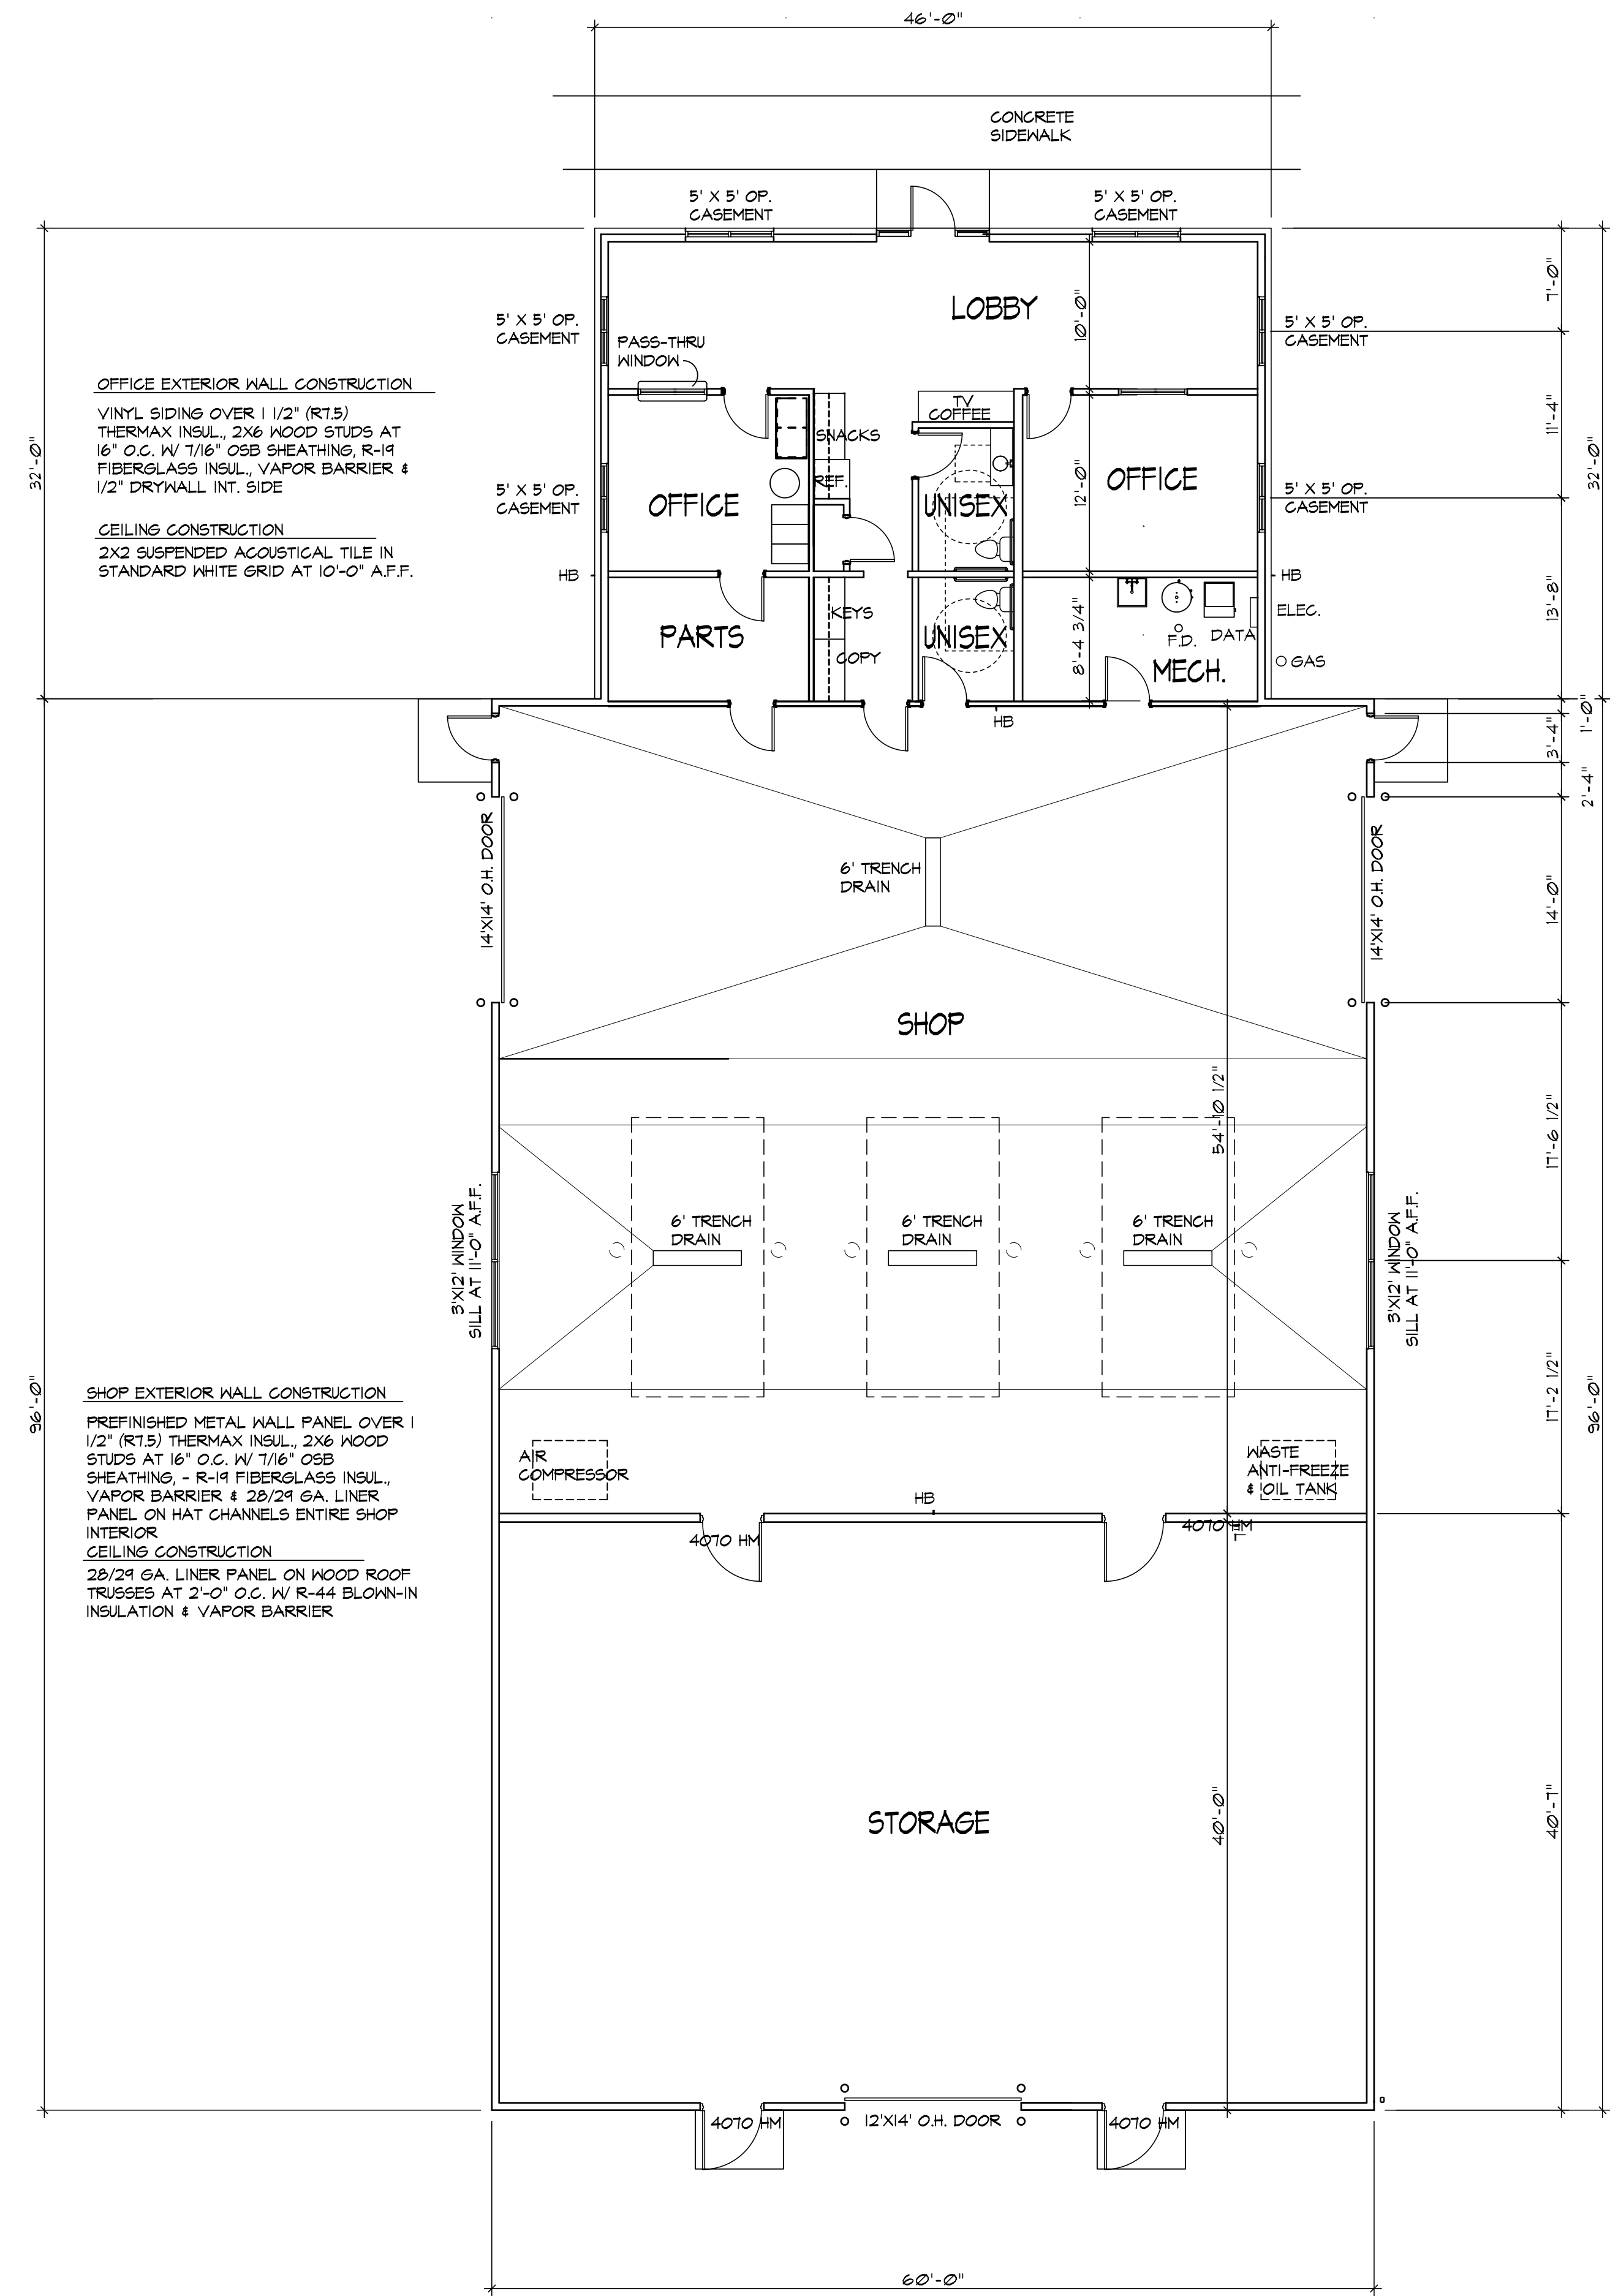 46'-0"
CONCRETE
SIDEWALK
5' X 5' OP.
CASEMENT
5' X 5' OP.
CASEMENT
LOBBY
10'-0"
7'-0"
5' X 5' OP.
CASEMENT
5' X 5' OP.
CASEMENT
PASS-THRU
WINDOW
OFFICE EXTERIOR WALL CONSTRUCTION
VINYL SIDING OVER 1 1/2" (R7.5)
THERMAX INSUL., 2X6 WOOD STUDS AT
16" O.C. W/ 7/16" OSB SHEATHING, R-19
FIBERGLASS INSUL., VAPOR BARRIER &
1/2" DRYWALL INT. SIDE
CEILING CONSTRUCTION
2X2 SUSPENDED ACOUSTICAL TILE IN
STANDARD WHITE GRID AT 10'-0" A.F.F.
32'-0"
TV
COFFEE
SNACKS
REF.
11'-4"
32'-0"
5' X 5' OP.
CASEMENT
OFFICE
UNISEX
12'-0"
OFFICE
5' X 5' OP.
CASEMENT
HB
HB
KEYS
PARTS
COPY
UNISEX
8'-4 3/4"
F.D.
DATA
MECH.
ELEC.
GAS
13'-8"
HB
1'-0"
3'-4"
2'-4"
14'X14' O.H. DOOR
6' TRENCH
DRAIN
14'X14' O.H. DOOR
14'-0"
SHOP
54'-10 1/2"
17'-6 1/2"
3'X12' WINDOW
SILL AT 11'-0" A.F.F.
6' TRENCH
DRAIN
6' TRENCH
DRAIN
6' TRENCH
DRAIN
3'X12' WINDOW
SILL AT 11'-0" A.F.F.
96'-0"
17'-2 1/2"
96'-0"
SHOP EXTERIOR WALL CONSTRUCTION
PREFINISHED METAL WALL PANEL OVER 1
1/2" (R7.5) THERMAX INSUL., 2X6 WOOD
STUDS AT 16" O.C. W/ 7/16" OSB
SHEATHING, - R-19 FIBERGLASS INSUL.,
VAPOR BARRIER & 28/29 GA. LINER
PANEL ON HAT CHANNELS ENTIRE SHOP
INTERIOR
CEILING CONSTRUCTION
28/29 GA. LINER PANEL ON WOOD ROOF
TRUSSES AT 2'-0" O.C. W/ R-44 BLOWN-IN
INSULATION & VAPOR BARRIER
AIR
COMPRESSOR
WASTE
ANTI-FREEZE
& OIL TANK
HB
4070 HM
4070 HM
STORAGE
40'-0"
40'-7"
4070 HM
12'X14' O.H. DOOR
4070 HM
60'-0"